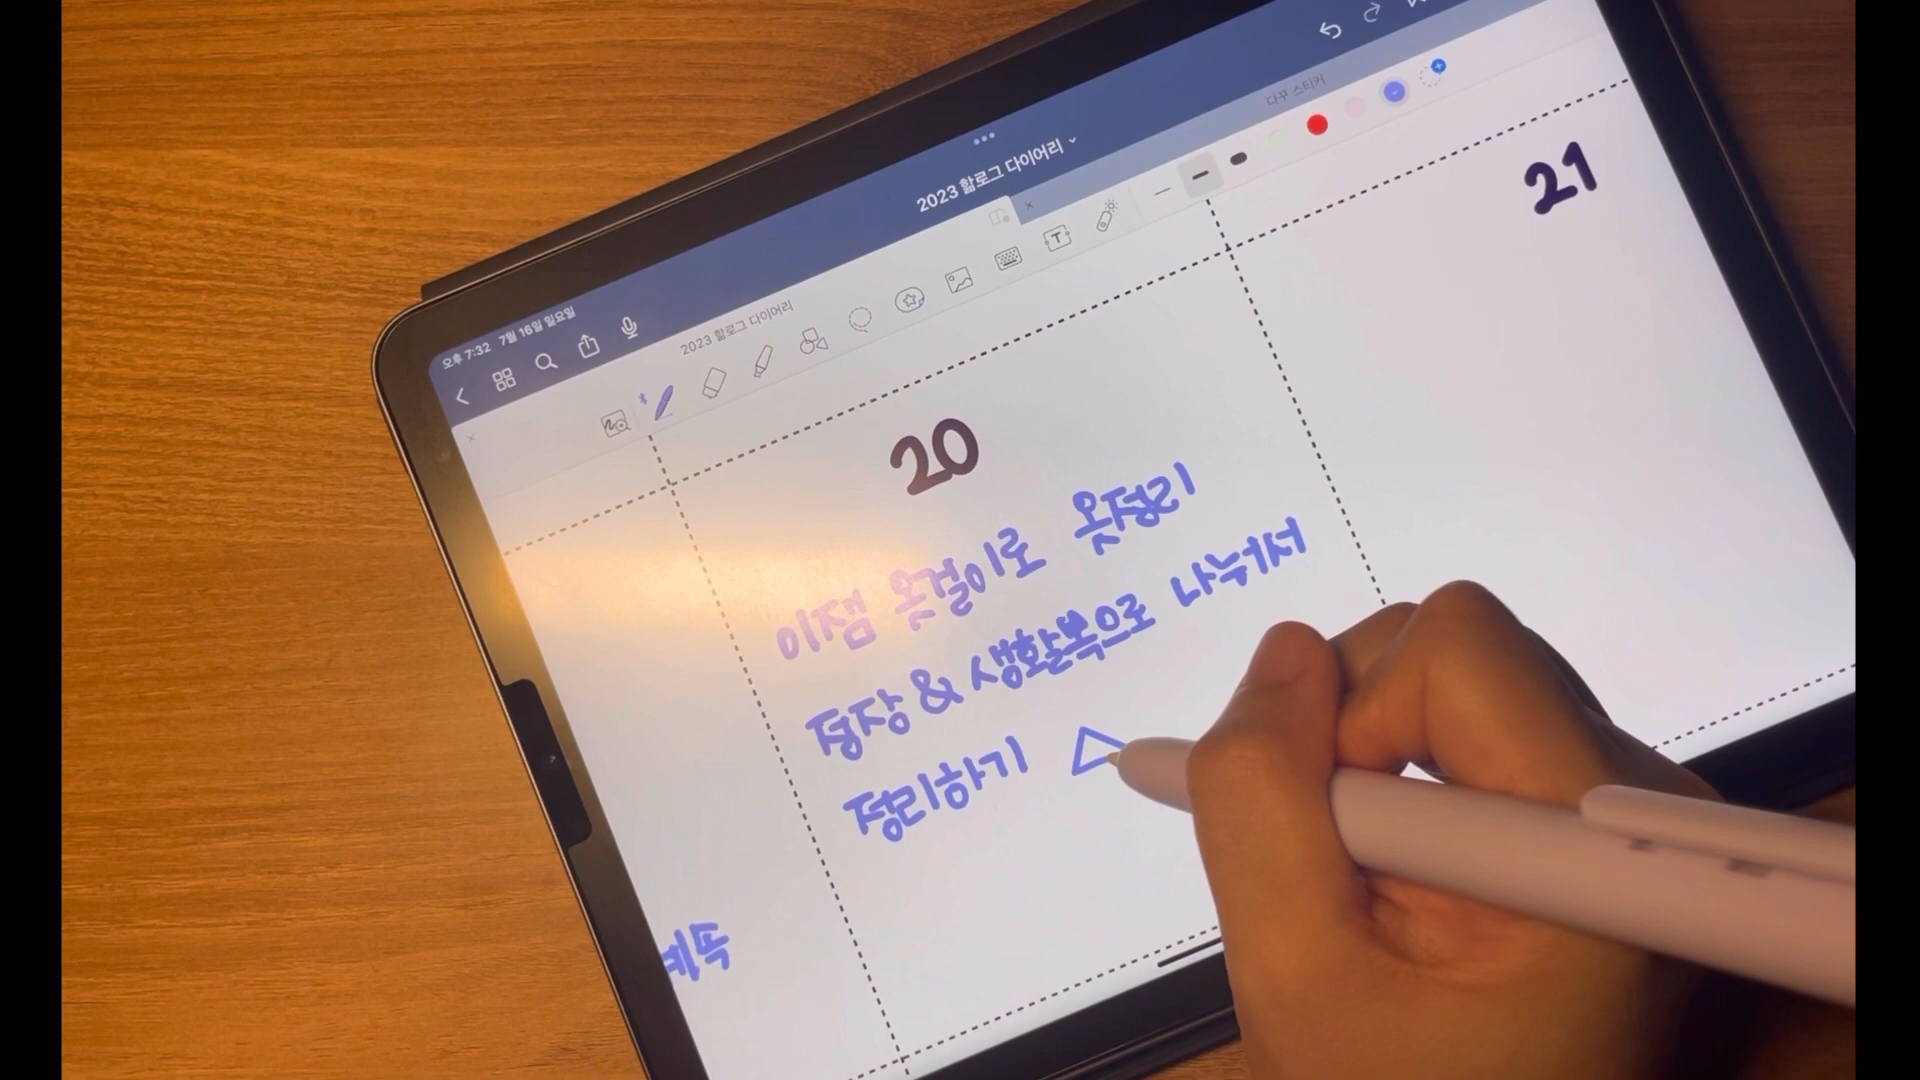 오후 7:32 7월 16일 일요일
2023 할로그 다이어리
2023 할로그 다이어리
다꾸 스티커
20
21
이잼 옷걸이로 옷정리
정장 & 생활복으로 나눠서
정리하기
계속